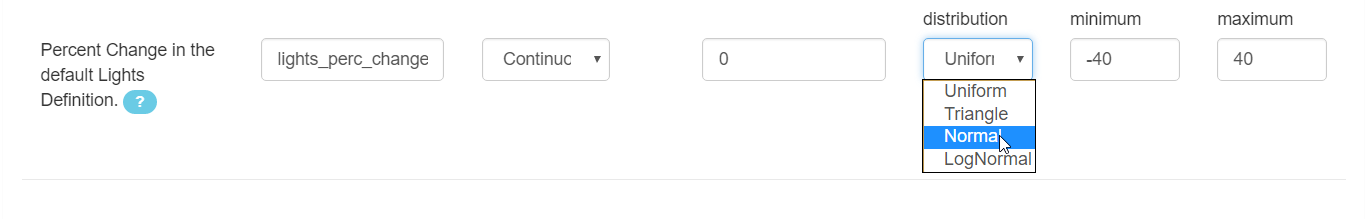 distribution minimum maximum
Percent Change in the
default Lights
Definition. ?
lights_perc_change Continuc ▼ 0 Uniforr ▼ -40 40
Uniform
Triangle
Normal
LogNormal